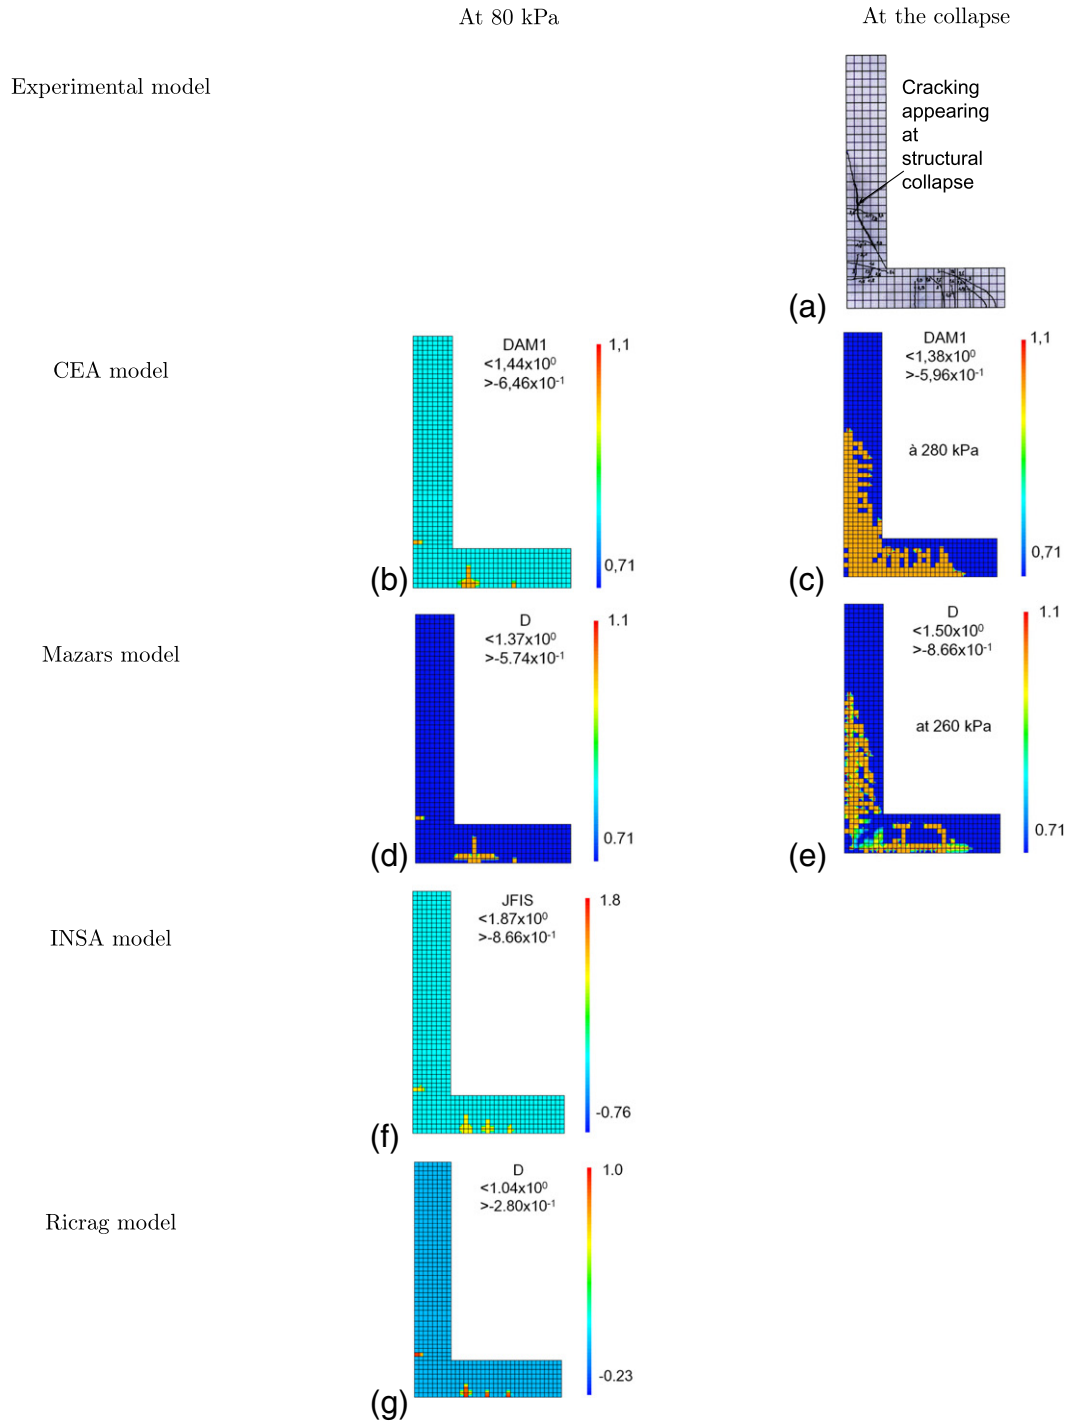 At 80 kPa
At the collapse
Experimental model
Cracking
appearing
at
structural
collapse
(a)
CEA model
DAM1
<1,44x10⁰
>-6,46x10⁻¹
1,1
0,71
(b)
DAM1
<1,38x10⁰
>-5,96x10⁻¹
à 280 kPa
1,1
0,71
(c)
Mazars model
D
<1.37x10⁰
>-5.74x10⁻¹
1.1
0.71
(d)
D
<1.50x10⁰
>-8.66x10⁻¹
at 260 kPa
1.1
0.71
(e)
INSA model
JFIS
<1.87x10⁰
>-8.66x10⁻¹
1.8
-0.76
(f)
Ricrag model
D
<1.04x10⁰
>-2.80x10⁻¹
1.0
-0.23
(g)